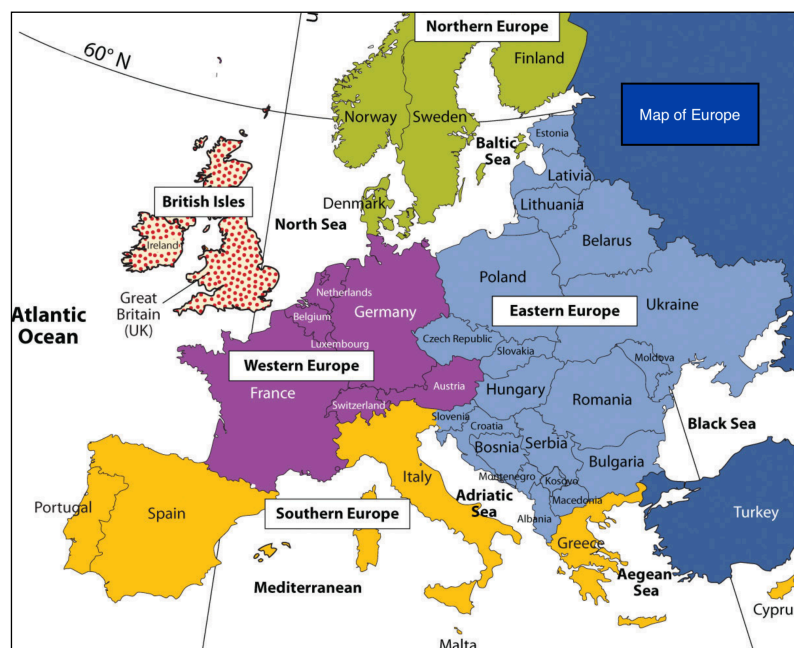 Northern Europe
60° N
Finland
Map of Europe
Norway
Sweden
Estonia
Baltic
Sea
Lativia
British Isles
Denmark
Lithuania
North Sea
Belarus
Ireland
Poland
Netherlands
Great
Britain
(UK)
Ukraine
Germany
Eastern Europe
Atlantic
Ocean
Belgium
Czech Republic
Luxembourg
Slovakia
Moldova
Western Europe
Austria
France
Hungary
Romania
Switzerland
Slovenia
Black Sea
Croatia
Bosnia
Serbia
Bulgaria
Italy
Montenegro
Kosovo
Adriatic
Sea
Macedonia
Portugal
Spain
Southern Europe
Albania
Turkey
Greece
Aegean
Sea
Mediterranean
Cypru
Malta